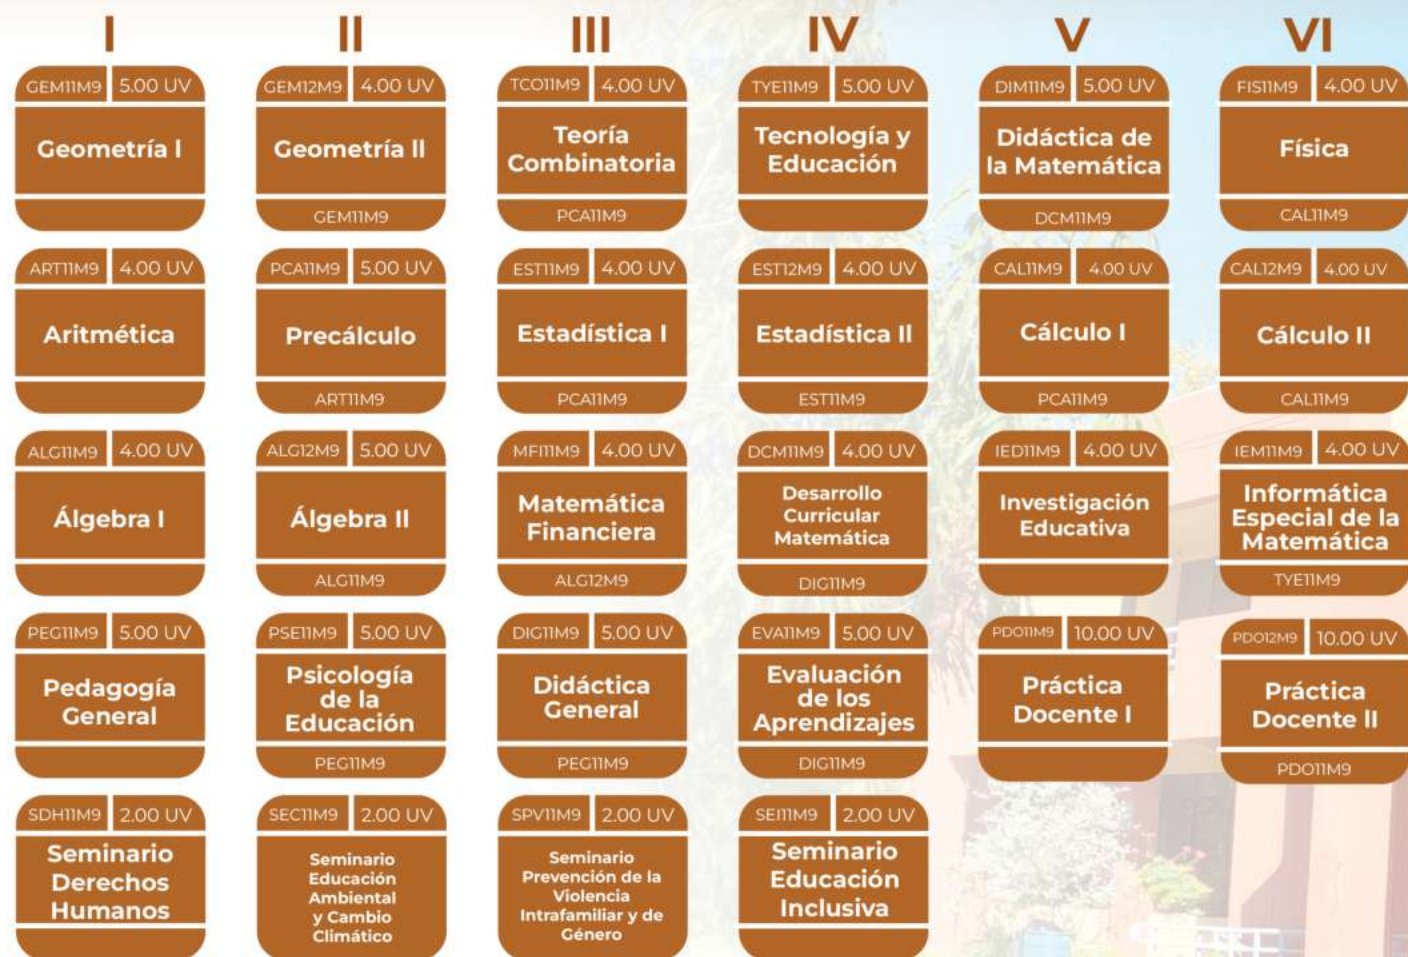 I
II
III
IV
V
VI
GEM11M9 5.00 UV
Geometría I
GEM12M9 4.00 UV
Geometría II
GEM11M9
TCO11M9 4.00 UV
Teoría
Combinatoria
PCA11M9
TYE11M9 5.00 UV
Tecnología y
Educación
DIM11M9 5.00 UV
Didáctica de
la Matemática
DCM11M9
FIS11M9 4.00 UV
Física
CAL11M9
ART11M9 4.00 UV
Aritmética
PCA11M9 5.00 UV
Precálculo
ART11M9
EST11M9 4.00 UV
Estadística I
PCA11M9
EST12M9 4.00 UV
Estadística II
EST11M9
CAL11M9 4.00 UV
Cálculo I
PCA11M9
CAL12M9 4.00 UV
Cálculo II
CAL11M9
ALG11M9 4.00 UV
Álgebra I
ALG12M9 5.00 UV
Álgebra II
ALG11M9
MFI11M9 4.00 UV
Matemática
Financiera
ALG12M9
DCM11M9 4.00 UV
Desarrollo
Curricular
Matemática
DIG11M9
IED11M9 4.00 UV
Investigación
Educativa
IEM11M9 4.00 UV
Informática
Especial de la
Matemática
TYE11M9
PEG11M9 5.00 UV
Pedagogía
General
PSE11M9 5.00 UV
Psicología
de la
Educación
PEG11M9
DIG11M9 5.00 UV
Didáctica
General
PEG11M9
EVA11M9 5.00 UV
Evaluación
de los
Aprendizajes
DIG11M9
PDO11M9 10.00 UV
Práctica
Docente I
PDO12M9 10.00 UV
Práctica
Docente II
PDO11M9
SDH11M9 2.00 UV
Seminario
Derechos
Humanos
SEC11M9 2.00 UV
Seminario
Educación
Ambiental
y Cambio
Climático
SPV11M9 2.00 UV
Seminario
Prevención de la
Violencia
Intrafamiliar y de
Género
SEI11M9 2.00 UV
Seminario
Educación
Inclusiva